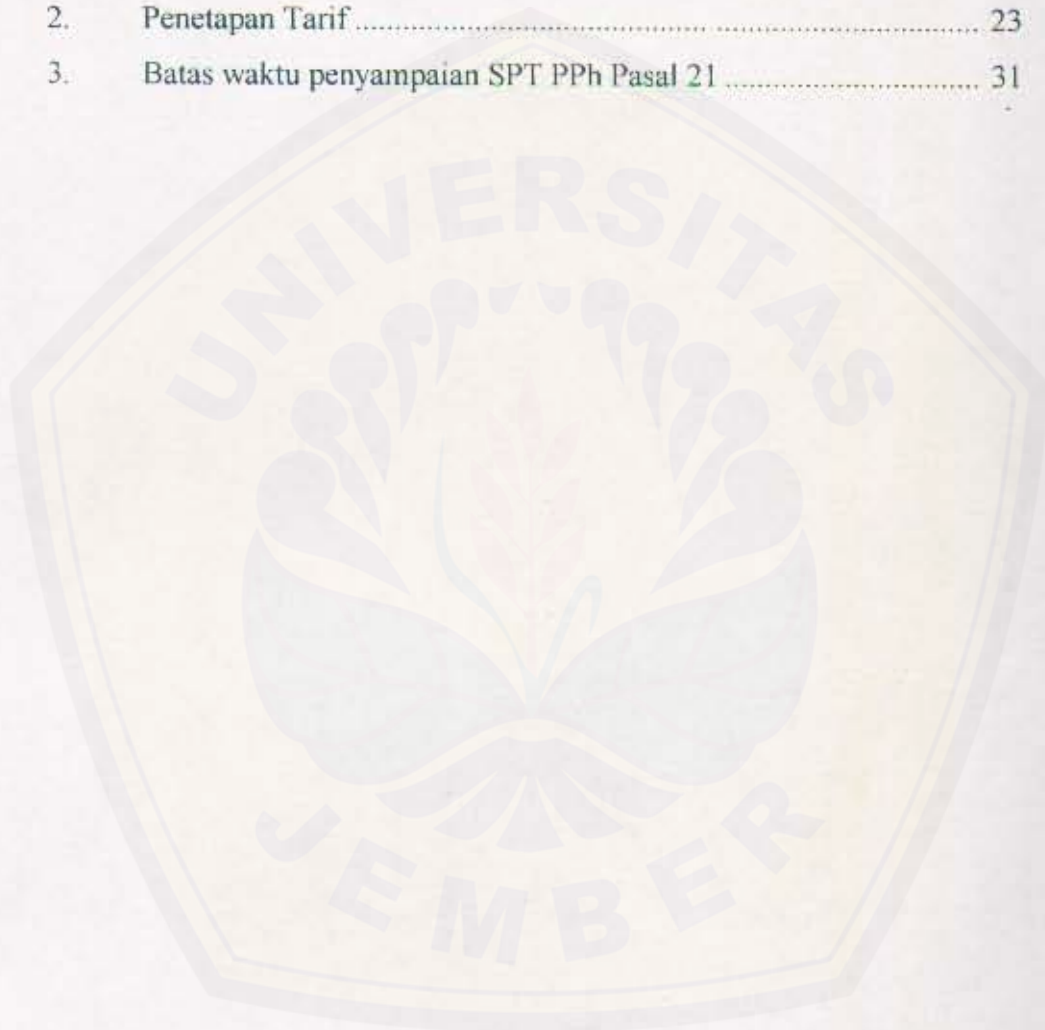 2. Penetapan Tarif ........................................................................ 23
3. Batas waktu penyampaian SPT PPh Pasal 21 ............................. 31
UNIVERSITAS
JEMBER